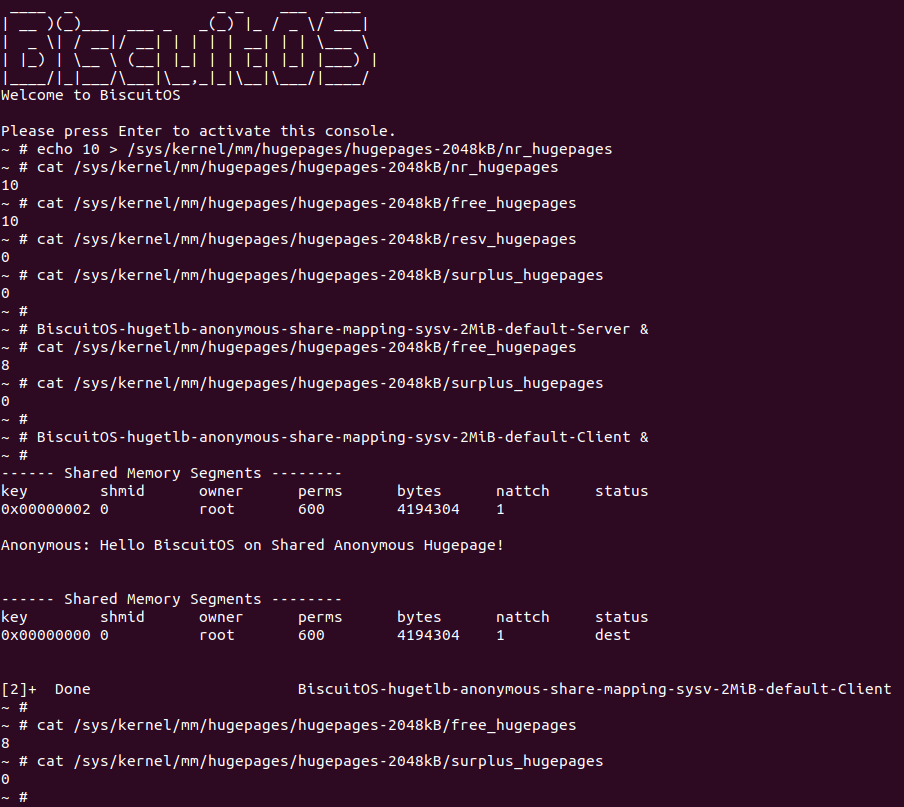 ____  _                _ _    ___  ____
| __ )(_)___  ___ _   _(_) |_ / _ \/ ___|
|  _ \| / __|/ __| | | | | __| | | \___ \
| |_) | \__ \ (__| |_| | | |_| |_| |___) |
|____/|_|___/\___|\__,_|_|\__|\___/|____/
Welcome to BiscuitOS
Please press Enter to activate this console.
~ # echo 10 > /sys/kernel/mm/hugepages/hugepages-2048kB/nr_hugepages
~ # cat /sys/kernel/mm/hugepages/hugepages-2048kB/nr_hugepages
10
~ # cat /sys/kernel/mm/hugepages/hugepages-2048kB/free_hugepages
10
~ # cat /sys/kernel/mm/hugepages/hugepages-2048kB/resv_hugepages
0
~ # cat /sys/kernel/mm/hugepages/hugepages-2048kB/surplus_hugepages
0
~ #
~ # BiscuitOS-hugetlb-anonymous-share-mapping-sysv-2MiB-default-Server &
~ # cat /sys/kernel/mm/hugepages/hugepages-2048kB/free_hugepages
8
~ # cat /sys/kernel/mm/hugepages/hugepages-2048kB/surplus_hugepages
0
~ #
~ # BiscuitOS-hugetlb-anonymous-share-mapping-sysv-2MiB-default-Client &
~ #
------ Shared Memory Segments --------
key        shmid      owner      perms      bytes      nattch     status
0x00000002 0          root       600        4194304    1
Anonymous: Hello BiscuitOS on Shared Anonymous Hugepage!
------ Shared Memory Segments --------
key        shmid      owner      perms      bytes      nattch     status
0x00000000 0          root       600        4194304    1          dest
[2]+  Done                       BiscuitOS-hugetlb-anonymous-share-mapping-sysv-2MiB-default-Client
~ #
~ # cat /sys/kernel/mm/hugepages/hugepages-2048kB/free_hugepages
8
~ # cat /sys/kernel/mm/hugepages/hugepages-2048kB/surplus_hugepages
0
~ #